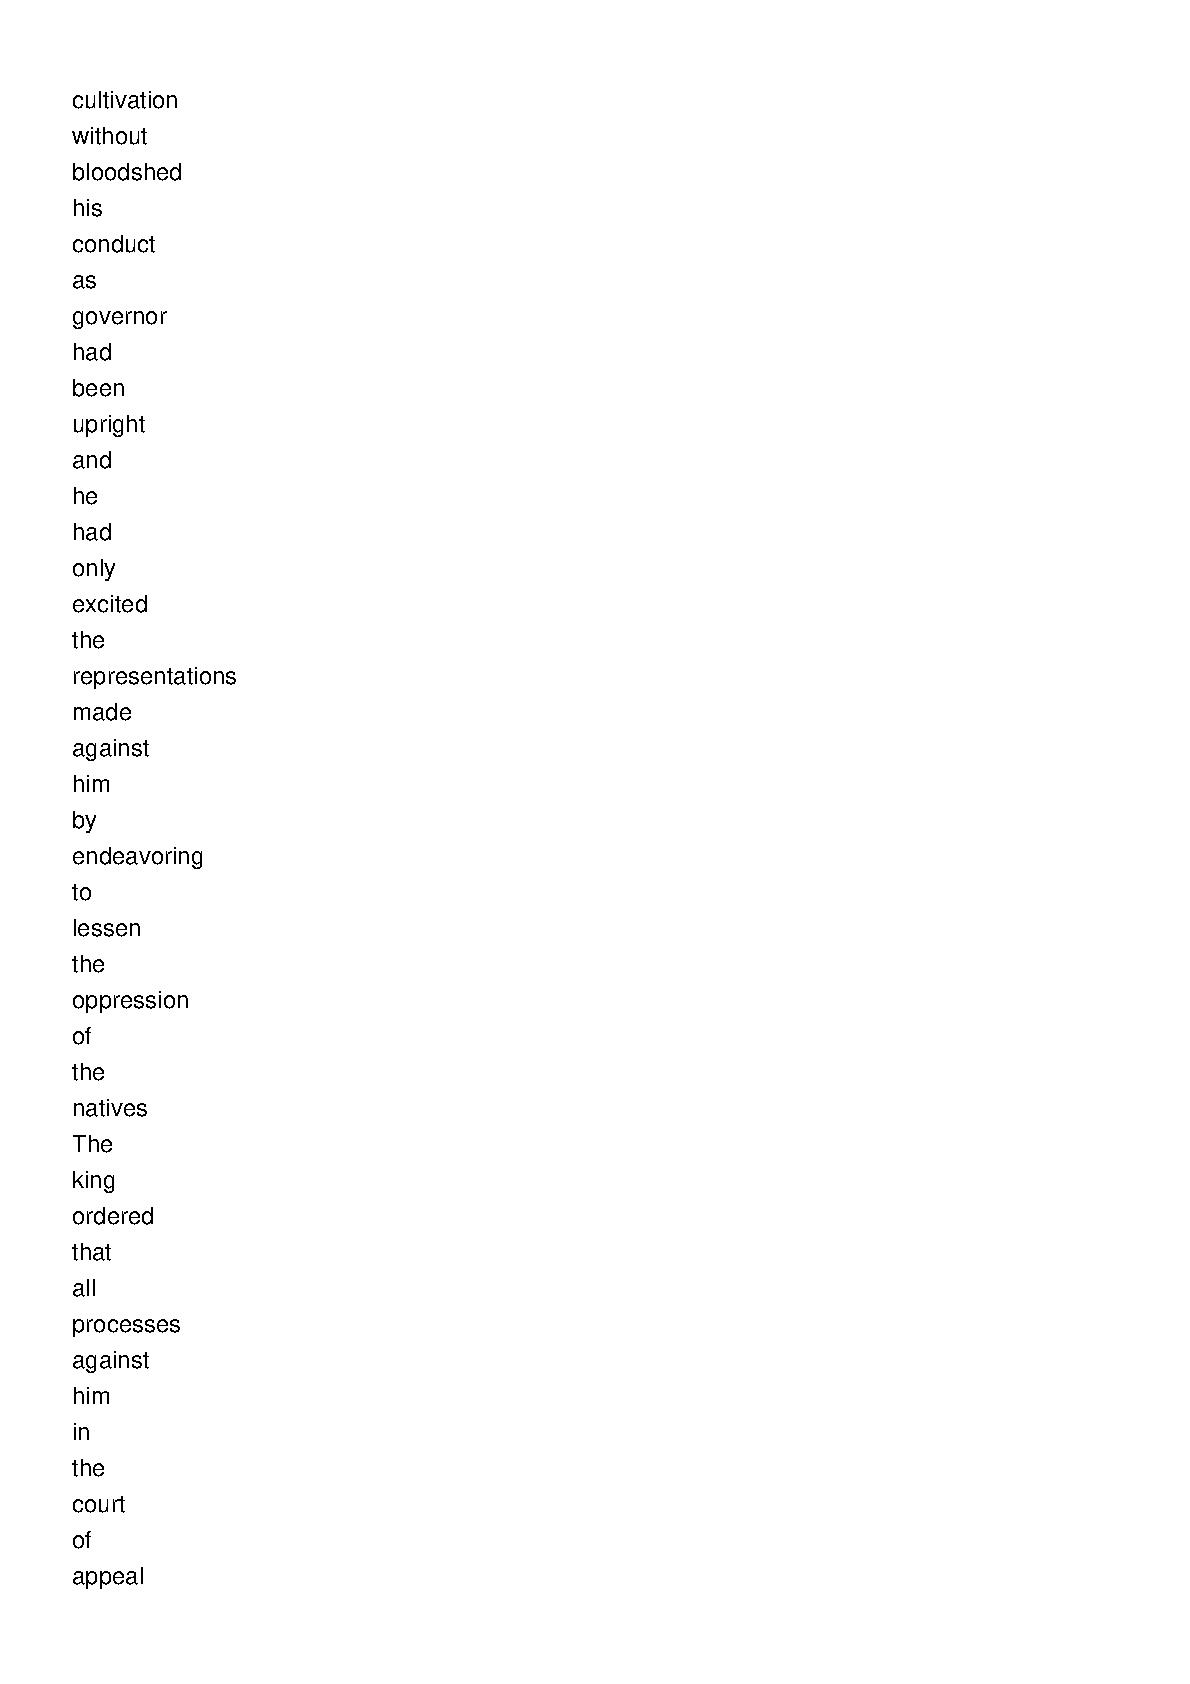 cultivation
without
bloodshed
his
conduct
as
governor
had
been
upright
and
he
had
only
excited
the
representations
made
against
him
by
endeavoring
to
lessen
the
oppression
of
the
natives
The
king
ordered
that
all
processes
against
him
in
the
court
of
appeal